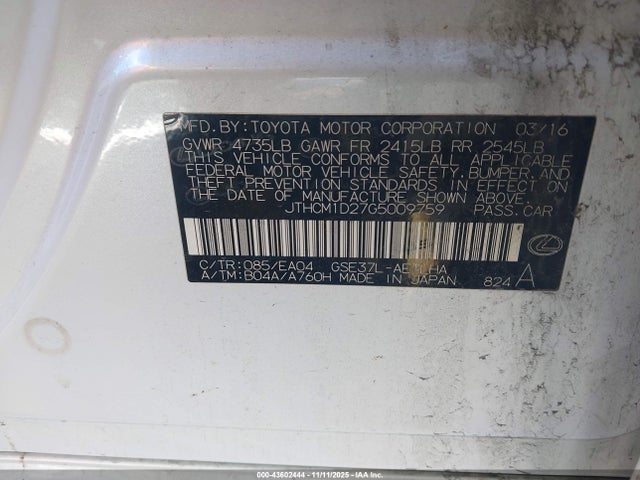 MFD. BY: TOYOTA MOTOR CORPORATION 03/16
GVWR 4735LB GAWR FR 2415LB RR 2545LB
THIS VEHICLE CONFORMS TO ALL APPLICABLE
FEDERAL MOTOR VEHICLE SAFETY, BUMPER, AND
THEFT PREVENTION STANDARDS IN EFFECT ON
THE DATE OF MANUFACTURE SHOWN ABOVE.
JTHCM1D27G5009759 PASS. CAR
C/TR: 085/EA04 GSE37L-AEZLHA
A/TM: B04A/A760H MADE IN JAPAN 824 A
000-43602444 - 11/11/2025 - IAA Inc.